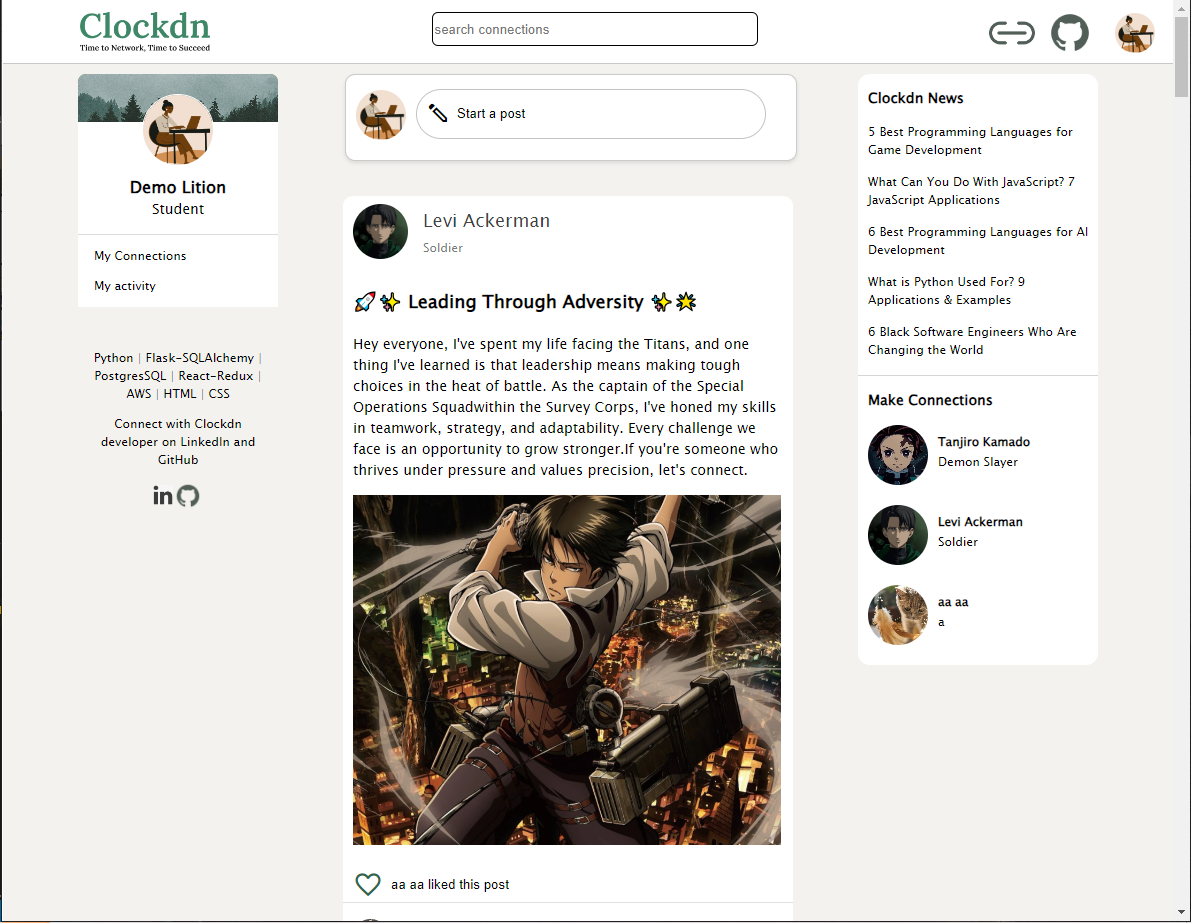 Clockdn
Time to Network, Time to Succeed
search connections
Demo Lition
Student
My Connections
My activity
Python | Flask-SQLAlchemy |
PostgresSQL | React-Redux |
AWS | HTML | CSS
Connect with Clockdn
developer on LinkedIn and
GitHub
in
Start a post
Levi Ackerman
Soldier
🚀✨ Leading Through Adversity ✨🌟
Hey everyone, I've spent my life facing the Titans, and one
thing I've learned is that leadership means making tough
choices in the heat of battle. As the captain of the Special
Operations Squadwithin the Survey Corps, I've honed my skills
in teamwork, strategy, and adaptability. Every challenge we
face is an opportunity to grow stronger.If you're someone who
thrives under pressure and values precision, let's connect.
aa aa liked this post
Clockdn News
5 Best Programming Languages for
Game Development
What Can You Do With JavaScript? 7
JavaScript Applications
6 Best Programming Languages for AI
Development
What is Python Used For? 9
Applications & Examples
6 Black Software Engineers Who Are
Changing the World
Make Connections
Tanjiro Kamado
Demon Slayer
Levi Ackerman
Soldier
aa aa
a